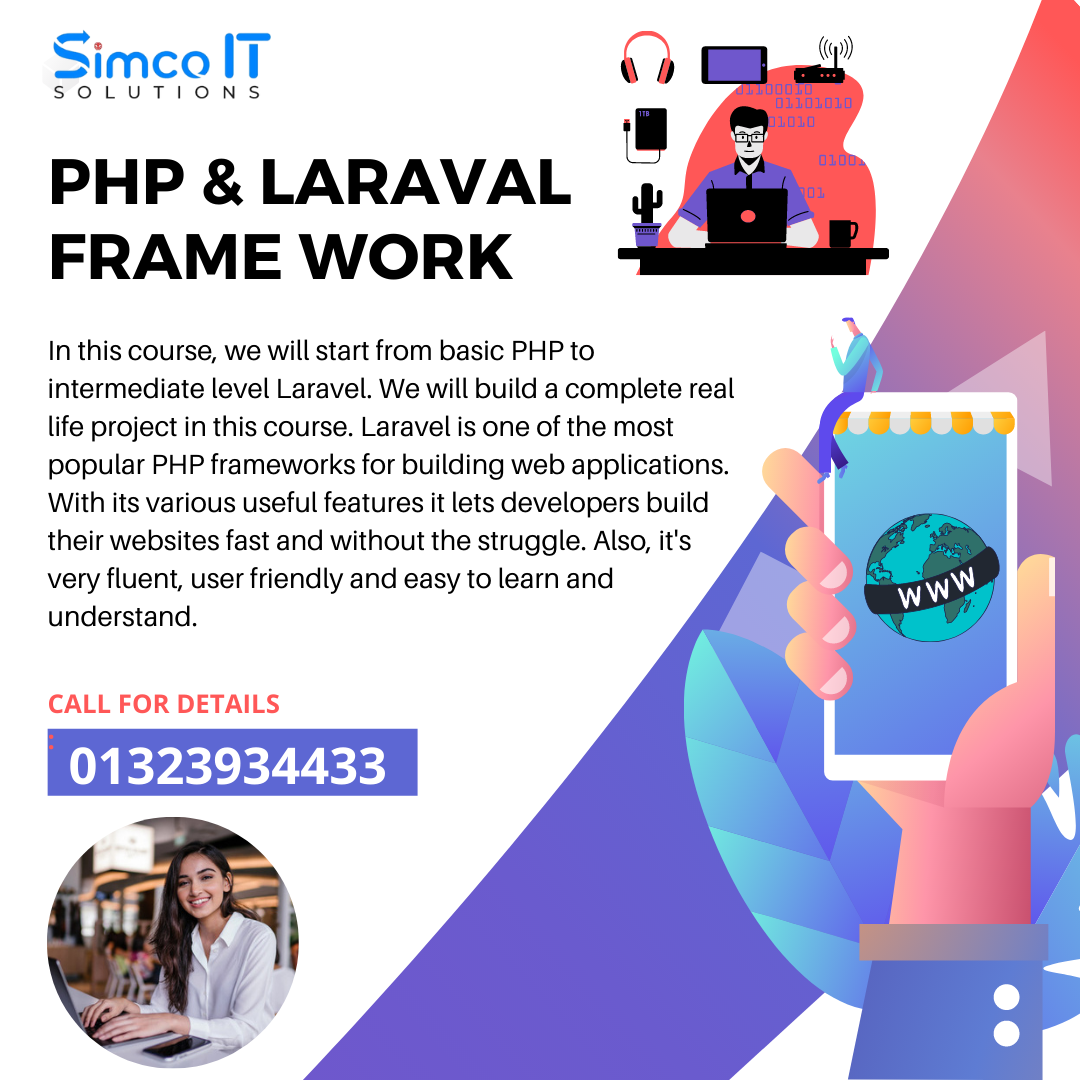 Simco IT
SOLUTIONS
PHP & LARAVAL
FRAME WORK
In this course, we will start from basic PHP to
intermediate level Laravel. We will build a complete real
life project in this course. Laravel is one of the most
popular PHP frameworks for building web applications.
With its various useful features it lets developers build
their websites fast and without the struggle. Also, it's
very fluent, user friendly and easy to learn and
understand.
CALL FOR DETAILS
01323934433
1TB
01100010
01101010
01010
0100
001
WWW